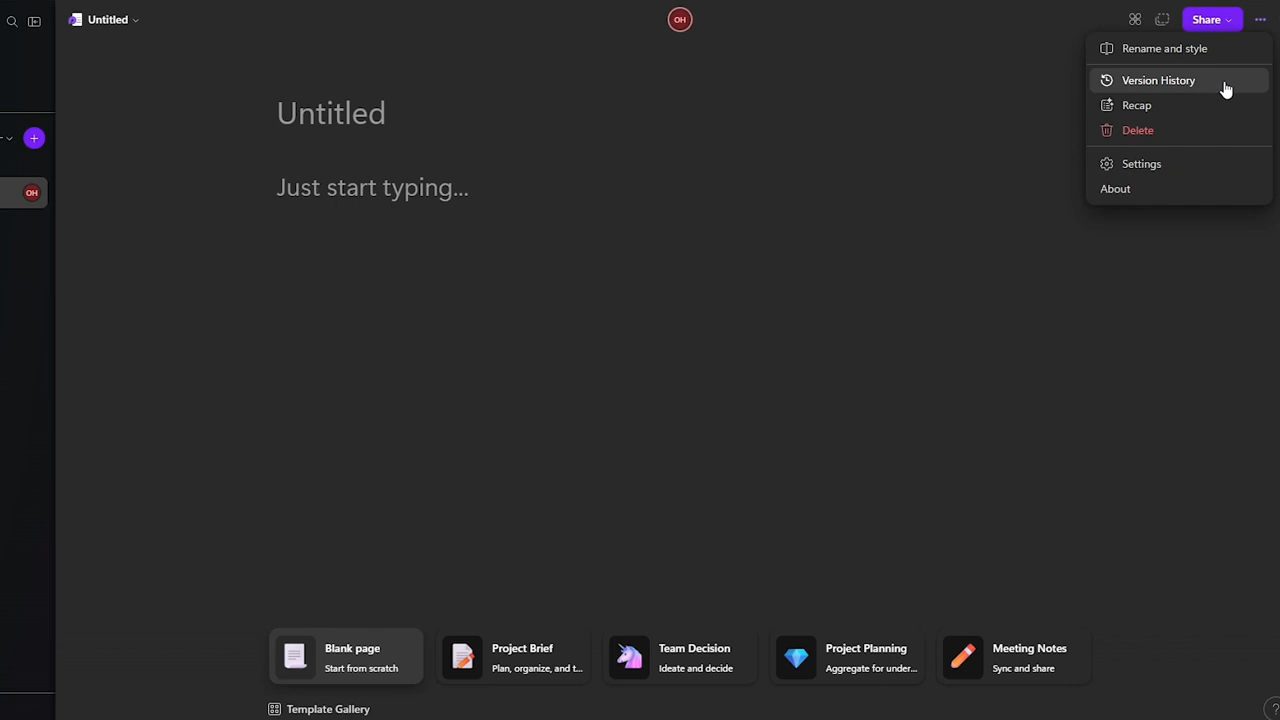 Untitled
OH
Share
Rename and style
Version History
Recap
Delete
Settings
About
OH
Untitled
Just start typing...
Blank page
Start from scratch
Project Brief
Plan, organize, and t...
Team Decision
Ideate and decide
Project Planning
Aggregate for under...
Meeting Notes
Sync and share
Template Gallery
?